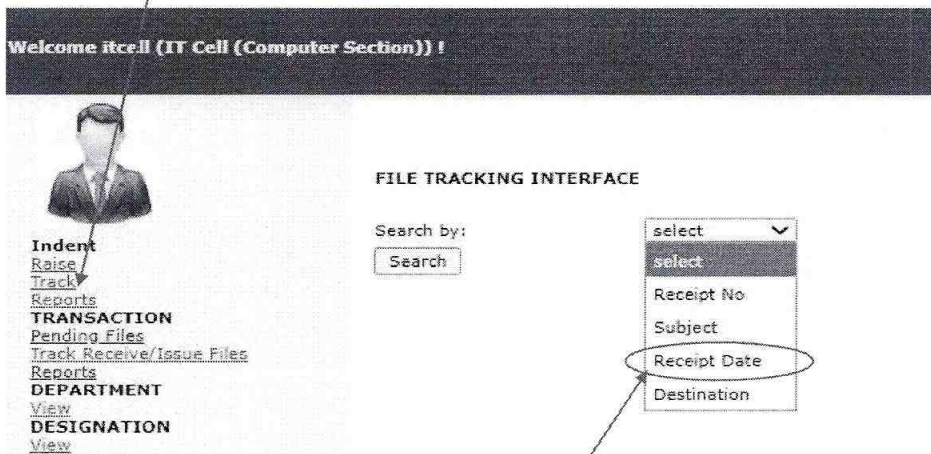 Welcome itcell (IT Cell (Computer Section)) !
FILE TRACKING INTERFACE
Search by:
select
Search
select
Receipt No
Subject
Receipt Date
Destination
Indent
Raise
Track
Reports
TRANSACTION
Pending Files
Track Receive/Issue Files
Reports
DEPARTMENT
View
DESIGNATION
View